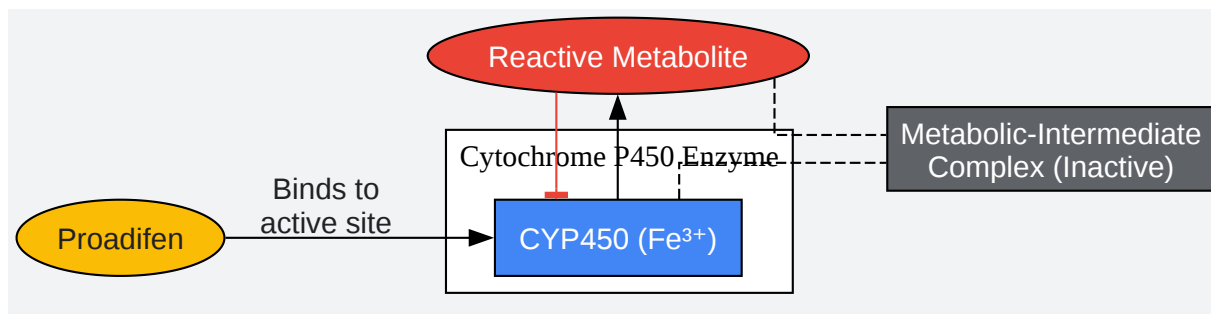 Reactive Metabolite
Metabolic-Intermediate
Complex (Inactive)
Cytochrome P450 Enzyme
Binds to
active site
Proadifen
CYP450 (Fe³⁺)